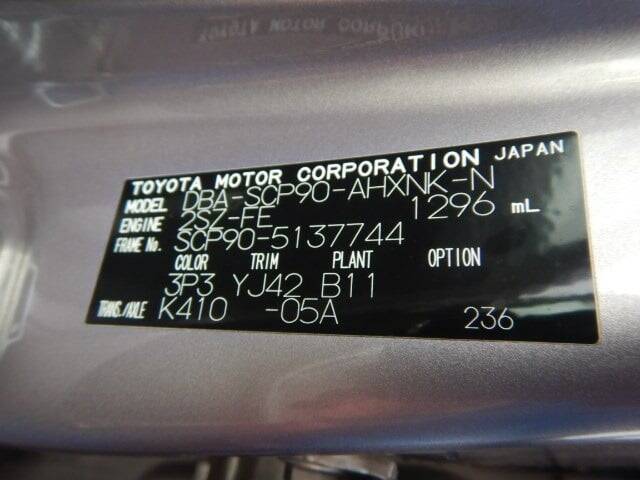 TOYOTA MOTOR CORPORATION JAPAN
MODEL DBA-SCP90-AHXNK-N
ENGINE 2SZ-FE 1296 mL
FRAME No. SCP90-5137744
COLOR TRIM PLANT OPTION
3P3 YJ42 B11
TRANS./AXLE K410 -05A 236